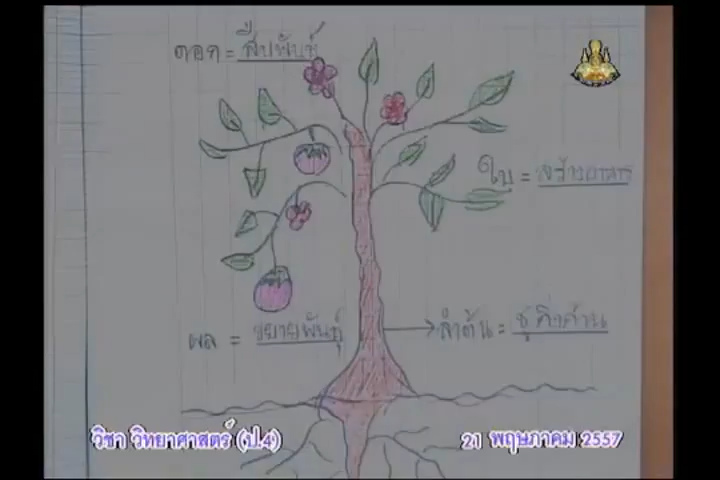 ดอก = สืบพันธุ์
ใบ = สร้างอาหาร
ผล = ขยายพันธุ์
ลำต้น = ชูกิ่งก้าน
วิชา วิทยาศาสตร์ (ป.4)
21 พฤษภาคม 2557